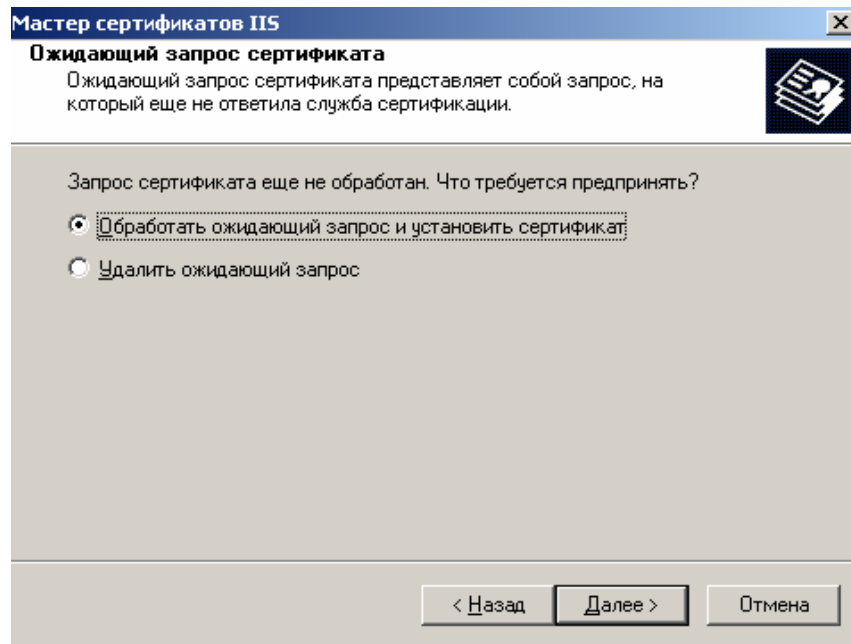 Мастер сертификатов IIS
Ожидающий запрос сертификата
Ожидающий запрос сертификата представляет собой запрос, на
который еще не ответила служба сертификации.
Запрос сертификата еще не обработан. Что требуется предпринять?
Обработать ожидающий запрос и установить сертификат
Удалить ожидающий запрос
< Назад Далее > Отмена